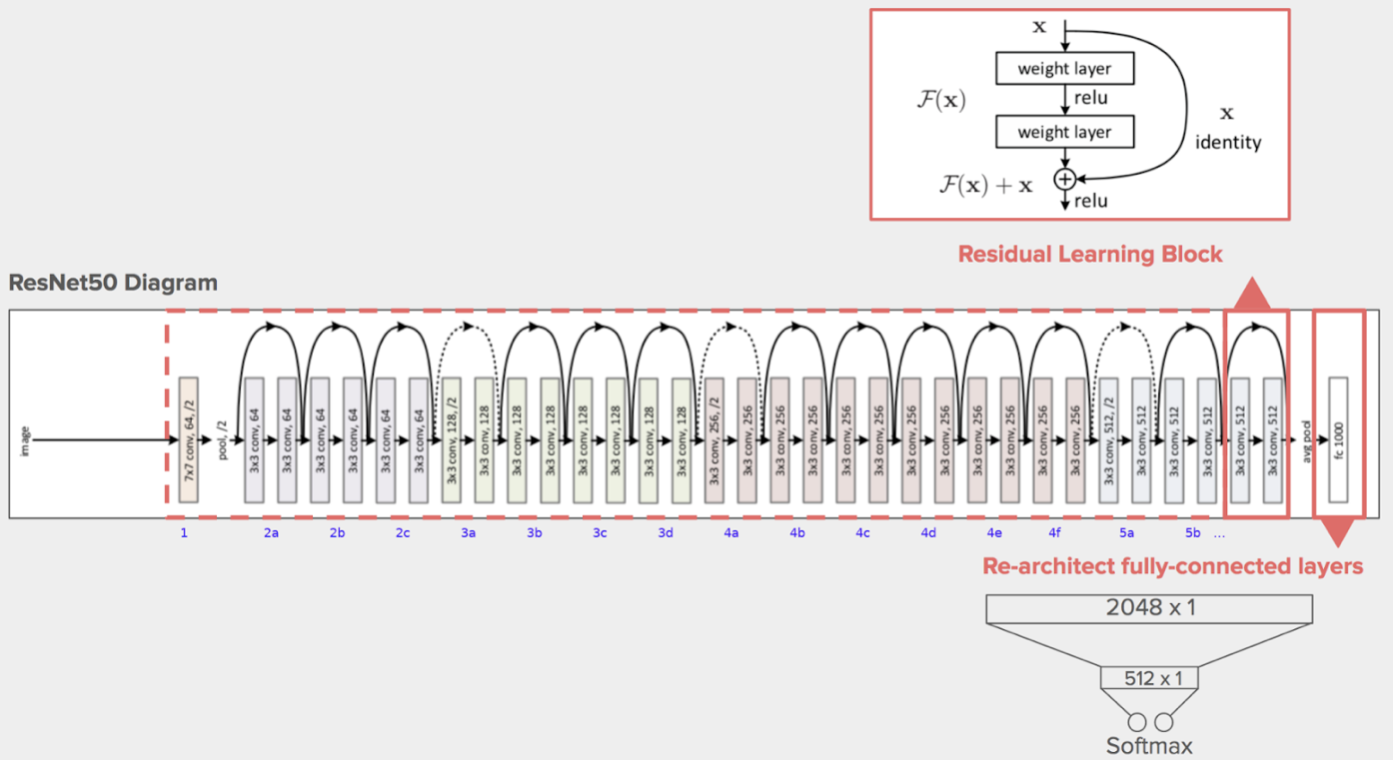 x
weight layer
relu
F(x)
weight layer
x
identity
F(x) + x
relu
Residual Learning Block
ResNet50 Diagram
image
7x7 conv, 64, /2
pool, /2
3x3 conv, 64
3x3 conv, 64
3x3 conv, 64
3x3 conv, 64
3x3 conv, 64
3x3 conv, 64
3x3 conv, 128, /2
3x3 conv, 128
3x3 conv, 128
3x3 conv, 128
3x3 conv, 128
3x3 conv, 128
3x3 conv, 128
3x3 conv, 128
3x3 conv, 256, /2
3x3 conv, 256
3x3 conv, 256
3x3 conv, 256
3x3 conv, 256
3x3 conv, 256
3x3 conv, 256
3x3 conv, 256
3x3 conv, 256
3x3 conv, 256
3x3 conv, 256
3x3 conv, 256
3x3 conv, 512, /2
3x3 conv, 512
3x3 conv, 512
3x3 conv, 512
3x3 conv, 512
3x3 conv, 512
avg pool
fc 1000
1 2a 2b 2c 3a 3b 3c 3d 4a 4b 4c 4d 4e 4f 5a 5b ...
Re-architect fully-connected layers
2048 x 1
512 x 1
Softmax